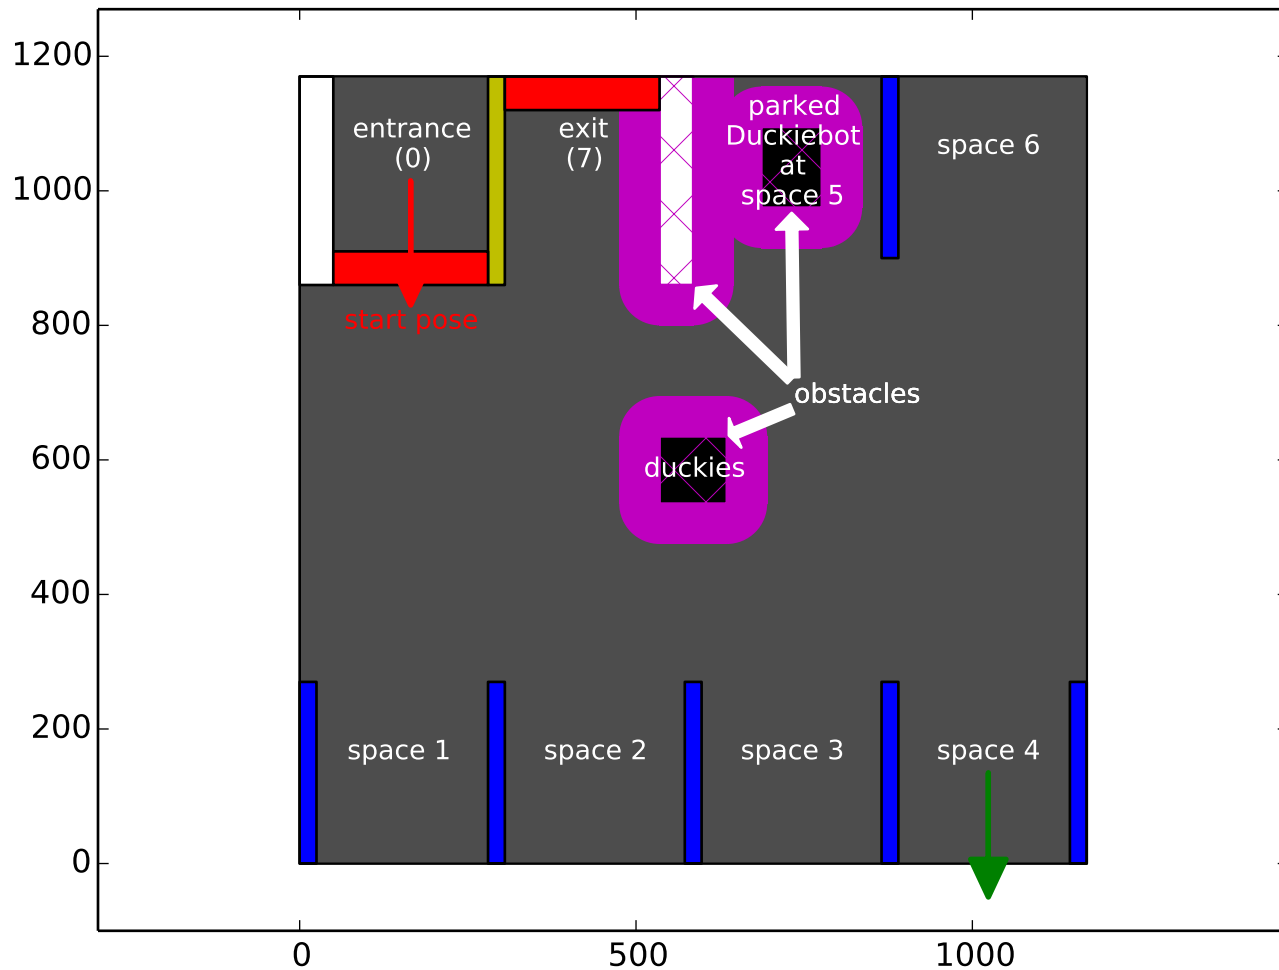 1200
1000
800
600
400
200
0
0
500
1000
entrance
(0)
exit
(7)
parked
Duckiebot
at
space 5
space 6
start pose
obstacles
duckies
space 1
space 2
space 3
space 4